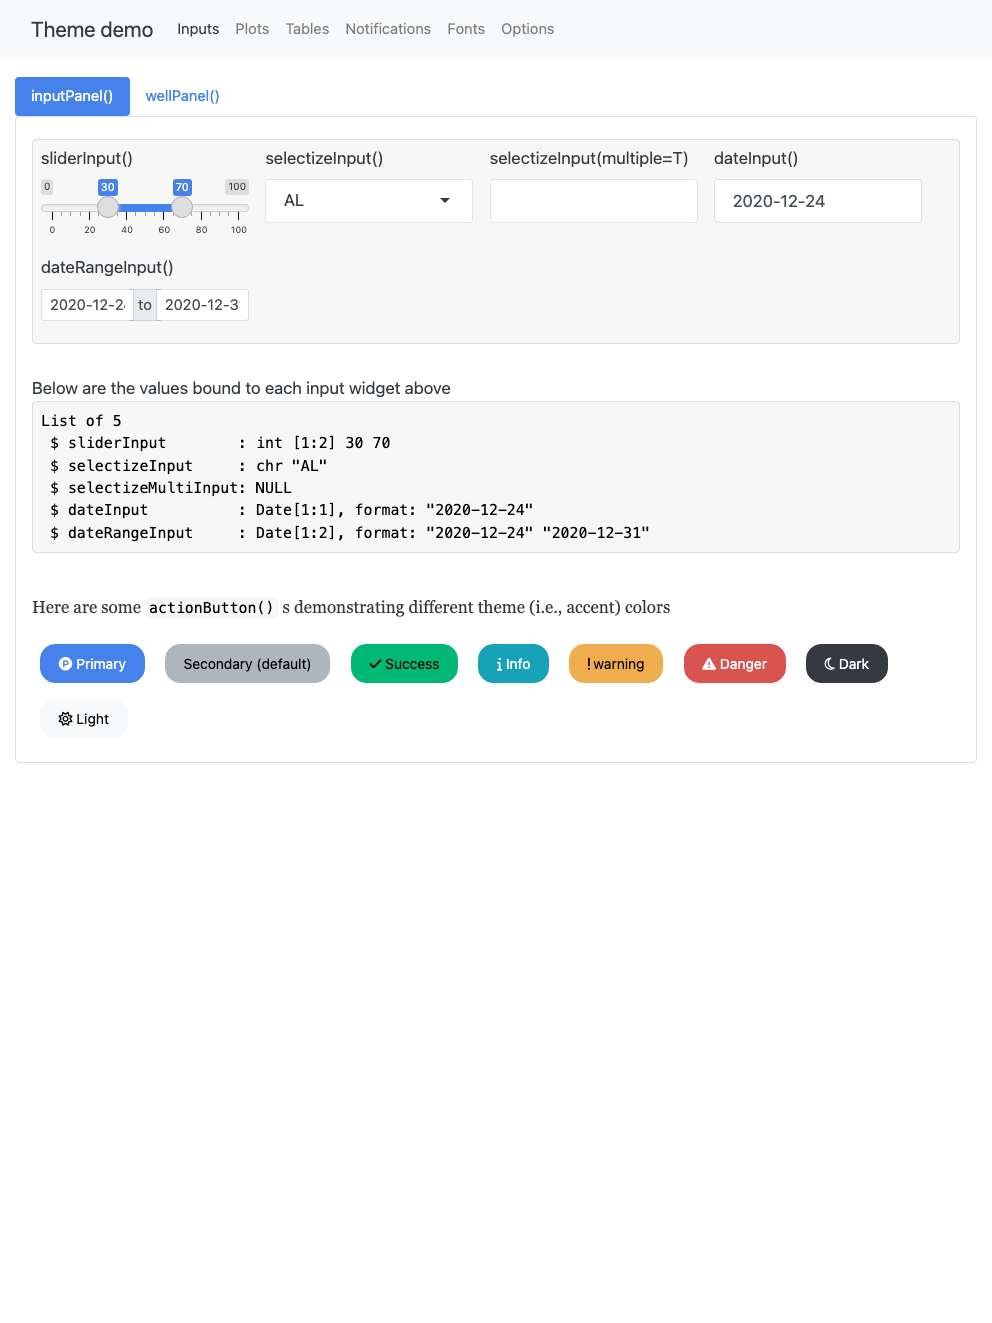 Theme demo Inputs Plots Tables Notifications Fonts Options
inputPanel() wellPanel()
sliderInput() selectizeInput() selectizeInput(multiple=T) dateInput()
0 30 70 100
AL 2020-12-24
0 20 40 60 80 100
dateRangeInput()
2020-12-2 to 2020-12-3
Below are the values bound to each input widget above
List of 5
$ sliderInput : int [1:2] 30 70
$ selectizeInput : chr "AL"
$ selectizeMultiInput: NULL
$ dateInput : Date[1:1], format: "2020-12-24"
$ dateRangeInput : Date[1:2], format: "2020-12-24" "2020-12-31"
Here are some actionButton() s demonstrating different theme (i.e., accent) colors
Primary Secondary (default) Success Info warning Danger Dark
Light